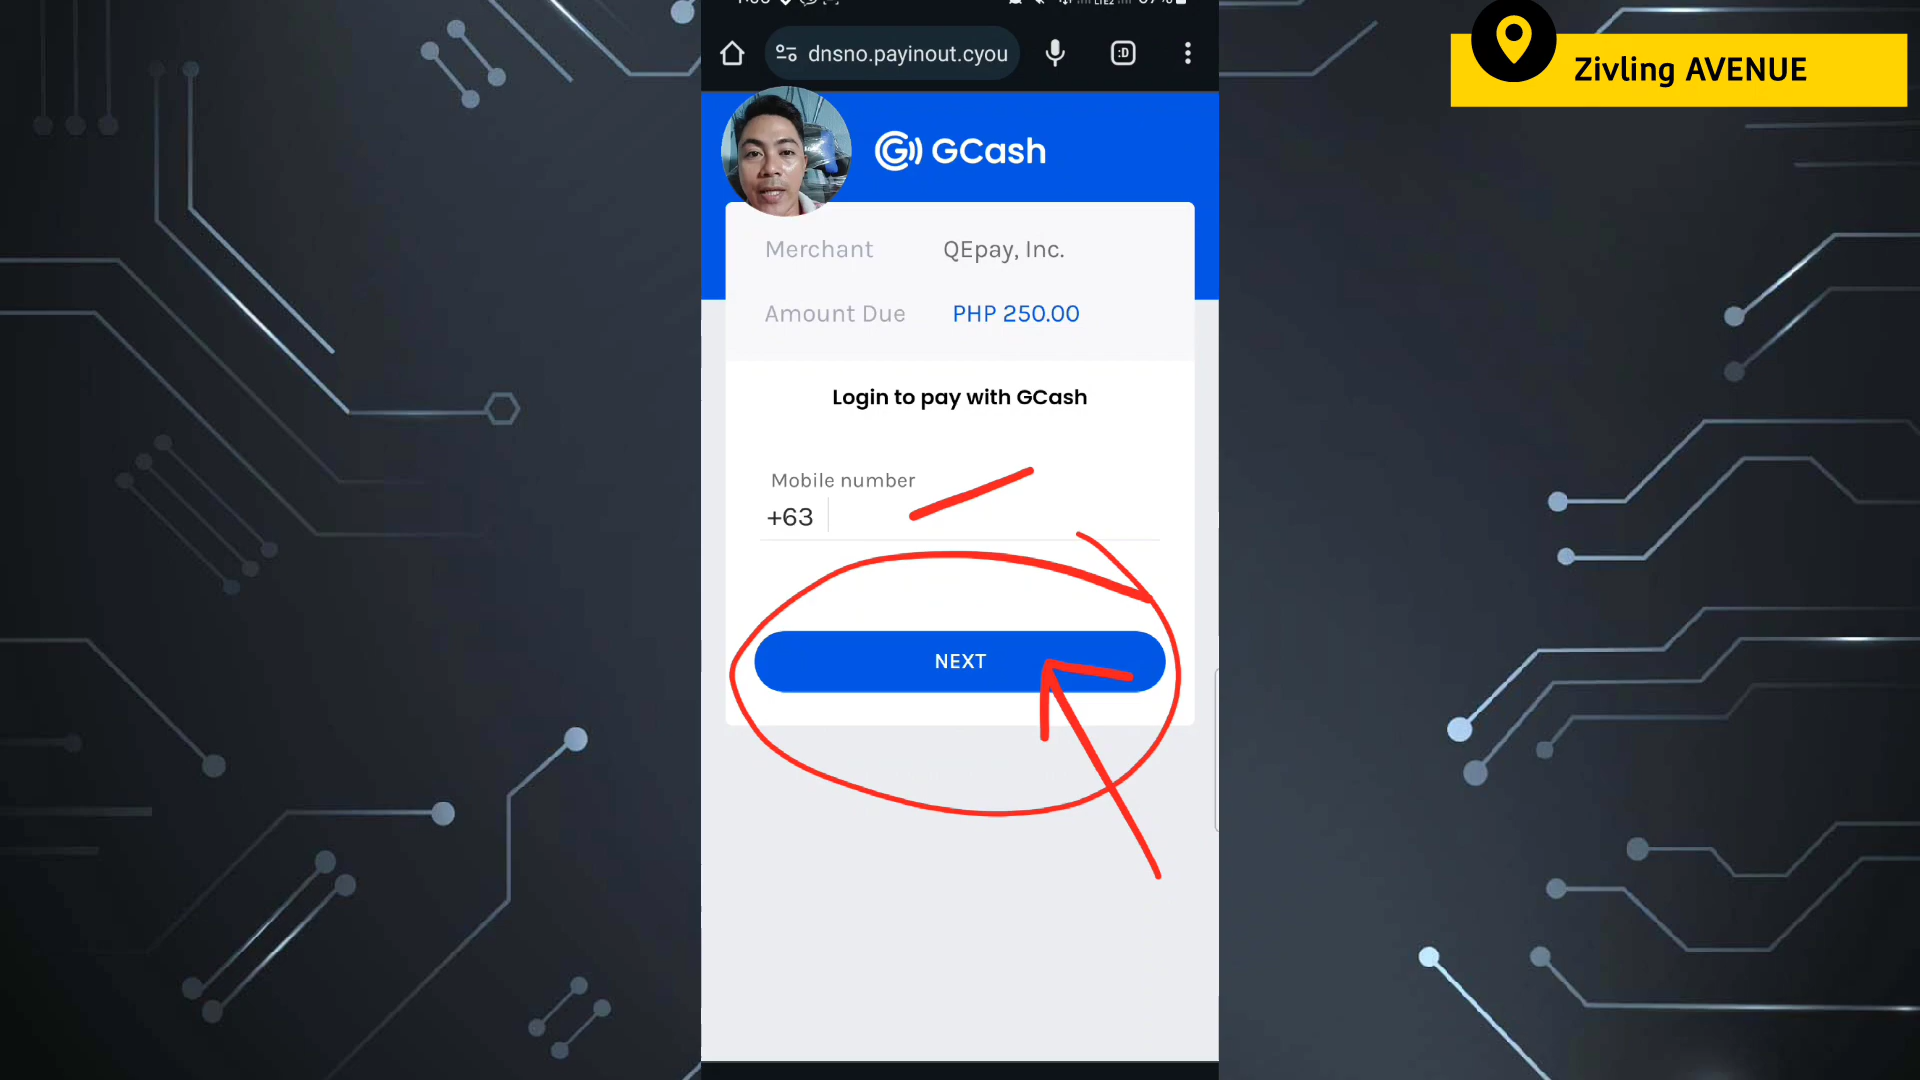 dnsno.payinout.cyou
:D
Zivling AVENUE
GCash
Merchant QEpay, Inc.
Amount Due PHP 250.00
Login to pay with GCash
Mobile number
+63
NEXT